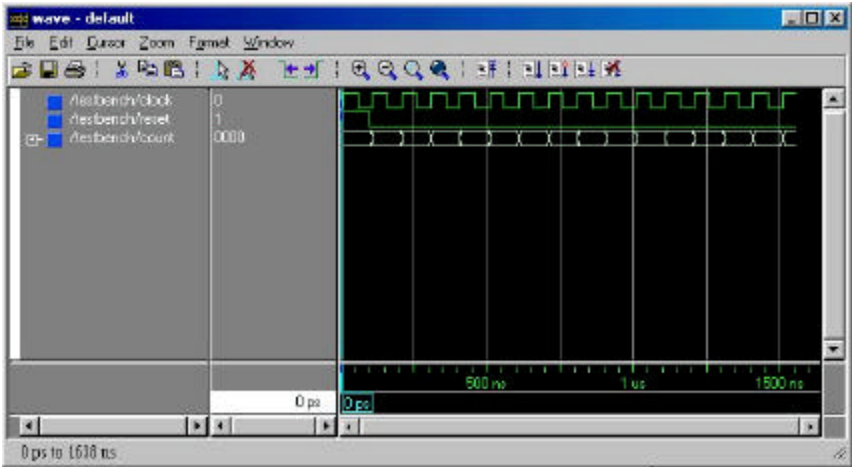 wave - default
File Edit Cursor Zoom Format Window
/testbench/clock 0
/testbench/reset 1
/testbench/count 0000
500 ns 1 us 1500 ns
0 ps 0 ps
0 ps to 1638 ns